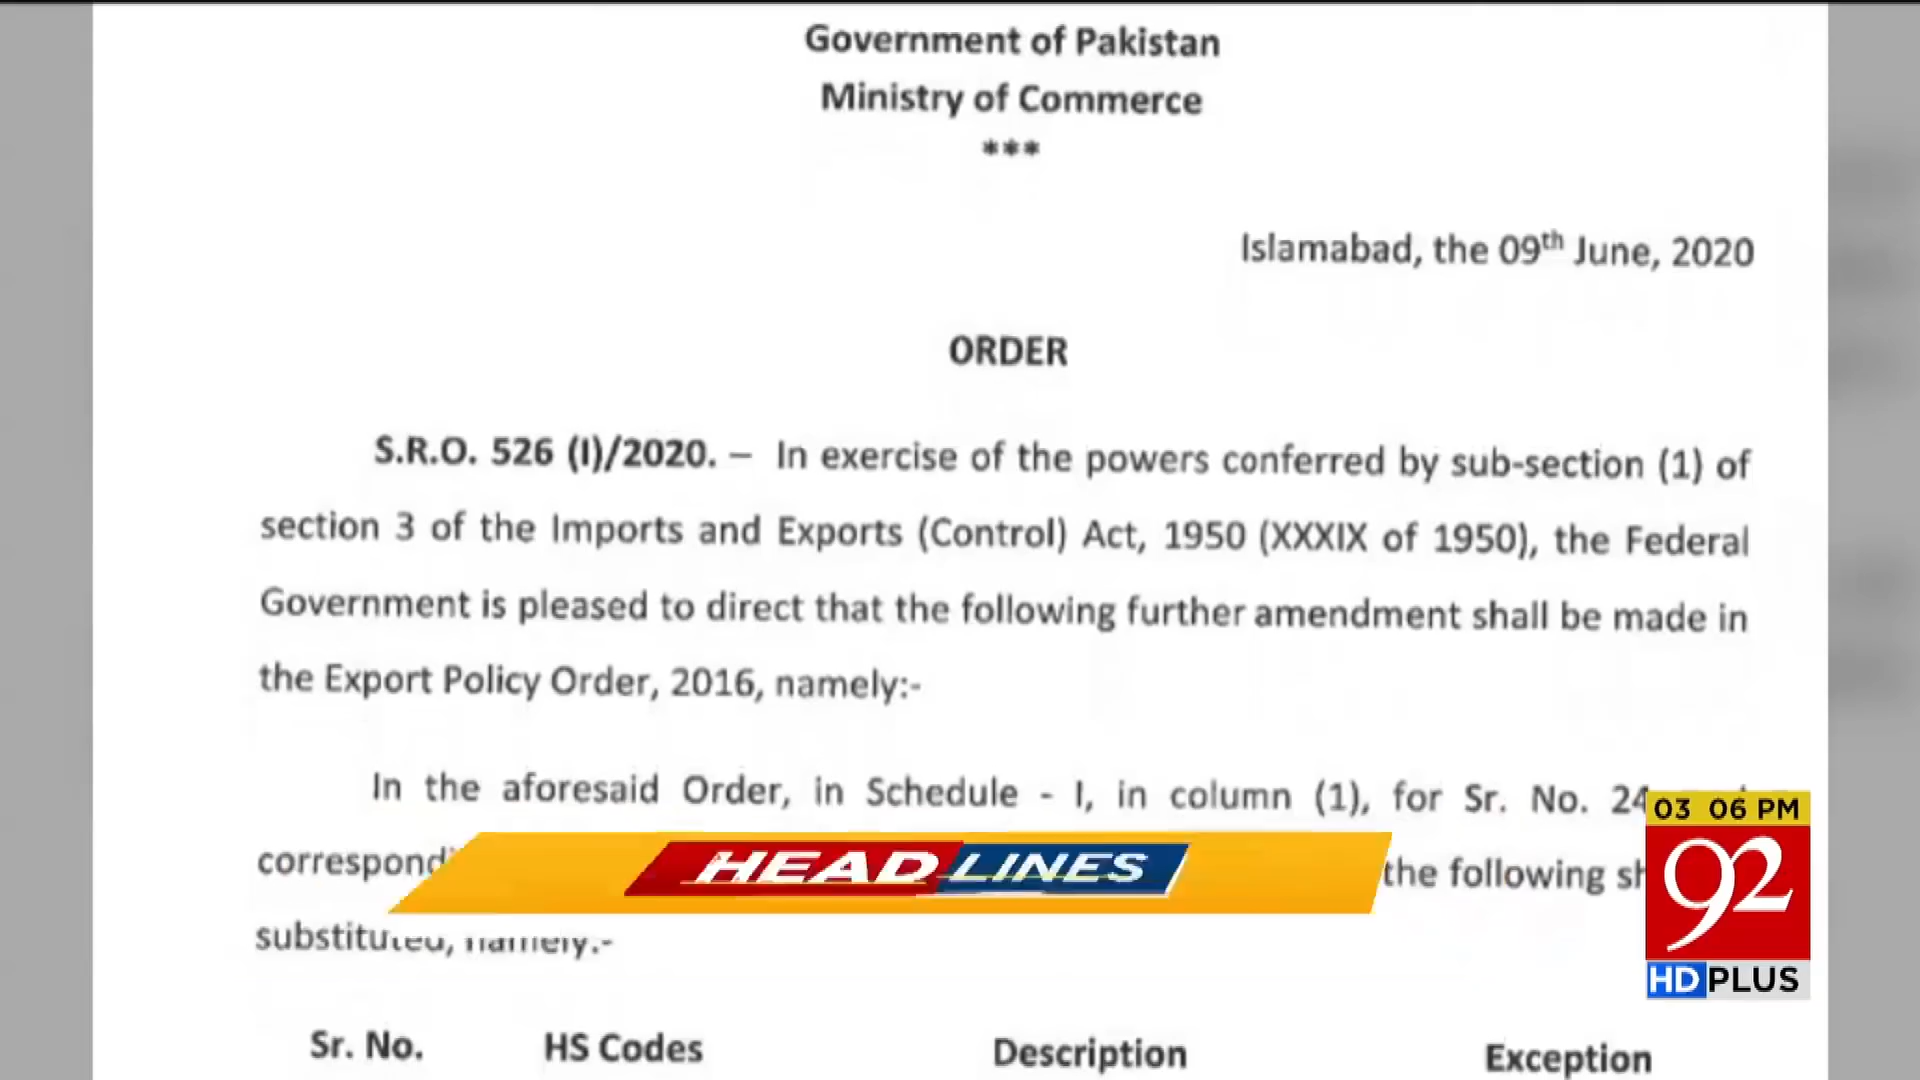 Government of Pakistan
Ministry of Commerce
***
Islamabad, the 09th June, 2020
ORDER
S.R.O. 526 (I)/2020. – In exercise of the powers conferred by sub-section (1) of
section 3 of the Imports and Exports (Control) Act, 1950 (XXXIX of 1950), the Federal
Government is pleased to direct that the following further amendment shall be made in
the Export Policy Order, 2016, namely:-
In the aforesaid Order, in Schedule - I, in column (1), for Sr. No. 24
the following
substituted, namely:-
Sr. No. HS Codes Description Exception
HEADLINES
03 06 PM
92
HD PLUS